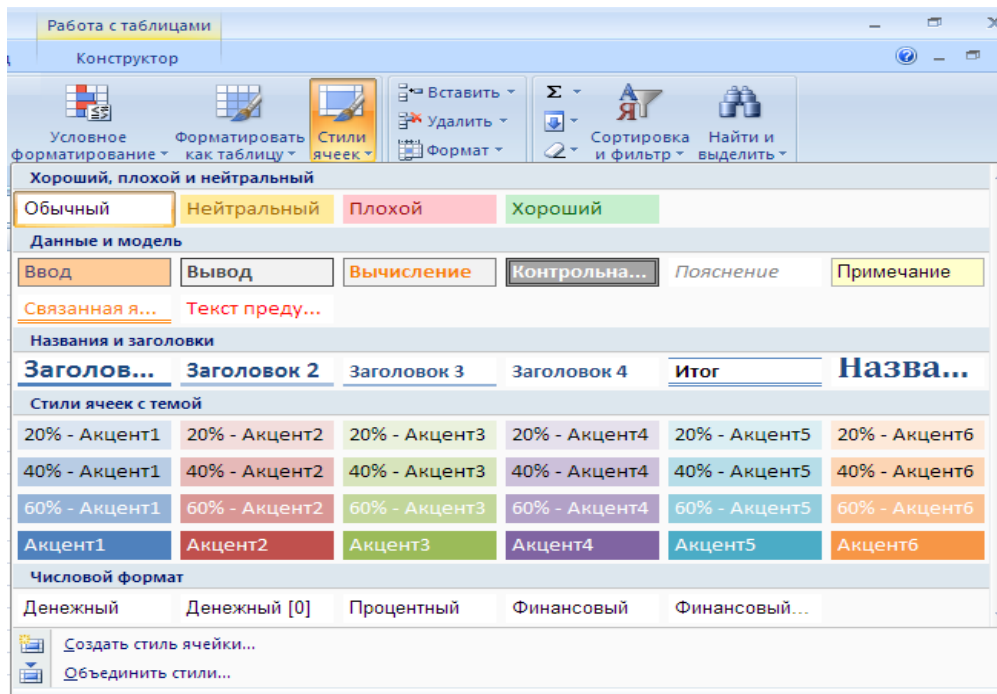 Работа с таблицами
Конструктор
Условное форматирование
Форматировать как таблицу
Стили ячеек
Вставить
Удалить
Формат
Σ
Сортировка и фильтр
Найти и выделить
Хороший, плохой и нейтральный
Обычный Нейтральный Плохой Хороший
Данные и модель
Ввод Вывод Вычисление Контрольна... Пояснение Примечание
Связанная я... Текст преду...
Названия и заголовки
Заголов... Заголовок 2 Заголовок 3 Заголовок 4 Итог Назва...
Стили ячеек с темой
20% - Акцент1 20% - Акцент2 20% - Акцент3 20% - Акцент4 20% - Акцент5 20% - Акцент6
40% - Акцент1 40% - Акцент2 40% - Акцент3 40% - Акцент4 40% - Акцент5 40% - Акцент6
60% - Акцент1 60% - Акцент2 60% - Акцент3 60% - Акцент4 60% - Акцент5 60% - Акцент6
Акцент1 Акцент2 Акцент3 Акцент4 Акцент5 Акцент6
Числовой формат
Денежный Денежный [0] Процентный Финансовый Финансовый...
Создать стиль ячейки...
Объединить стили...